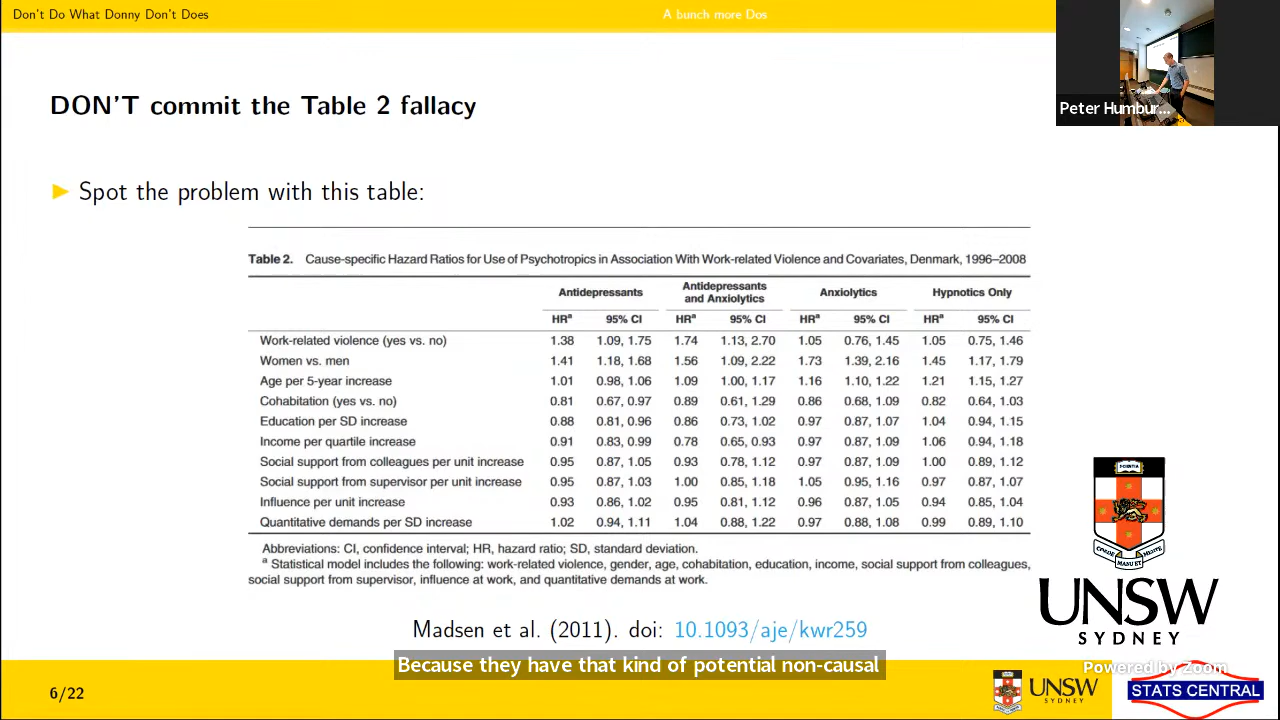 Don't Do What Donny Don't Does
A bunch more Dos
Peter Humbur...
DON'T commit the Table 2 fallacy
Spot the problem with this table:
Table 2. Cause-specific Hazard Ratios for Use of Psychotropics in Association With Work-related Violence and Covariates, Denmark, 1996–2008
Antidepressants Antidepressants and Anxiolytics Anxiolytics Hypnotics Only
HRa 95% CI HRa 95% CI HRa 95% CI HRa 95% CI
Work-related violence (yes vs. no) 1.38 1.09, 1.75 1.74 1.13, 2.70 1.05 0.76, 1.45 1.05 0.75, 1.46
Women vs. men 1.41 1.18, 1.68 1.56 1.09, 2.22 1.73 1.39, 2.16 1.45 1.17, 1.79
Age per 5-year increase 1.01 0.98, 1.06 1.09 1.00, 1.17 1.16 1.10, 1.22 1.21 1.15, 1.27
Cohabitation (yes vs. no) 0.81 0.67, 0.97 0.89 0.61, 1.29 0.86 0.68, 1.09 0.82 0.64, 1.03
Education per SD increase 0.88 0.81, 0.96 0.86 0.73, 1.02 0.97 0.87, 1.07 1.04 0.94, 1.15
Income per quartile increase 0.91 0.83, 0.99 0.78 0.65, 0.93 0.97 0.87, 1.09 1.06 0.94, 1.18
Social support from colleagues per unit increase 0.95 0.87, 1.05 0.93 0.78, 1.12 0.97 0.87, 1.09 1.00 0.89, 1.12
Social support from supervisor per unit increase 0.95 0.87, 1.03 1.00 0.85, 1.18 1.05 0.95, 1.16 0.97 0.87, 1.07
Influence per unit increase 0.93 0.86, 1.02 0.95 0.81, 1.12 0.96 0.87, 1.05 0.94 0.85, 1.04
Quantitative demands per SD increase 1.02 0.94, 1.11 1.04 0.88, 1.22 0.97 0.88, 1.08 0.99 0.89, 1.10
Abbreviations: CI, confidence interval; HR, hazard ratio; SD, standard deviation.
a Statistical model includes the following: work-related violence, gender, age, cohabitation, education, income, social support from colleagues,
social support from supervisor, influence at work, and quantitative demands at work.
Madsen et al. (2011). doi: 10.1093/aje/kwr259
UNSW
SYDNEY
Because they have that kind of potential non-causal
Powered by Zoom
6/22
UNSW
SYDNEY
STATS CENTRAL